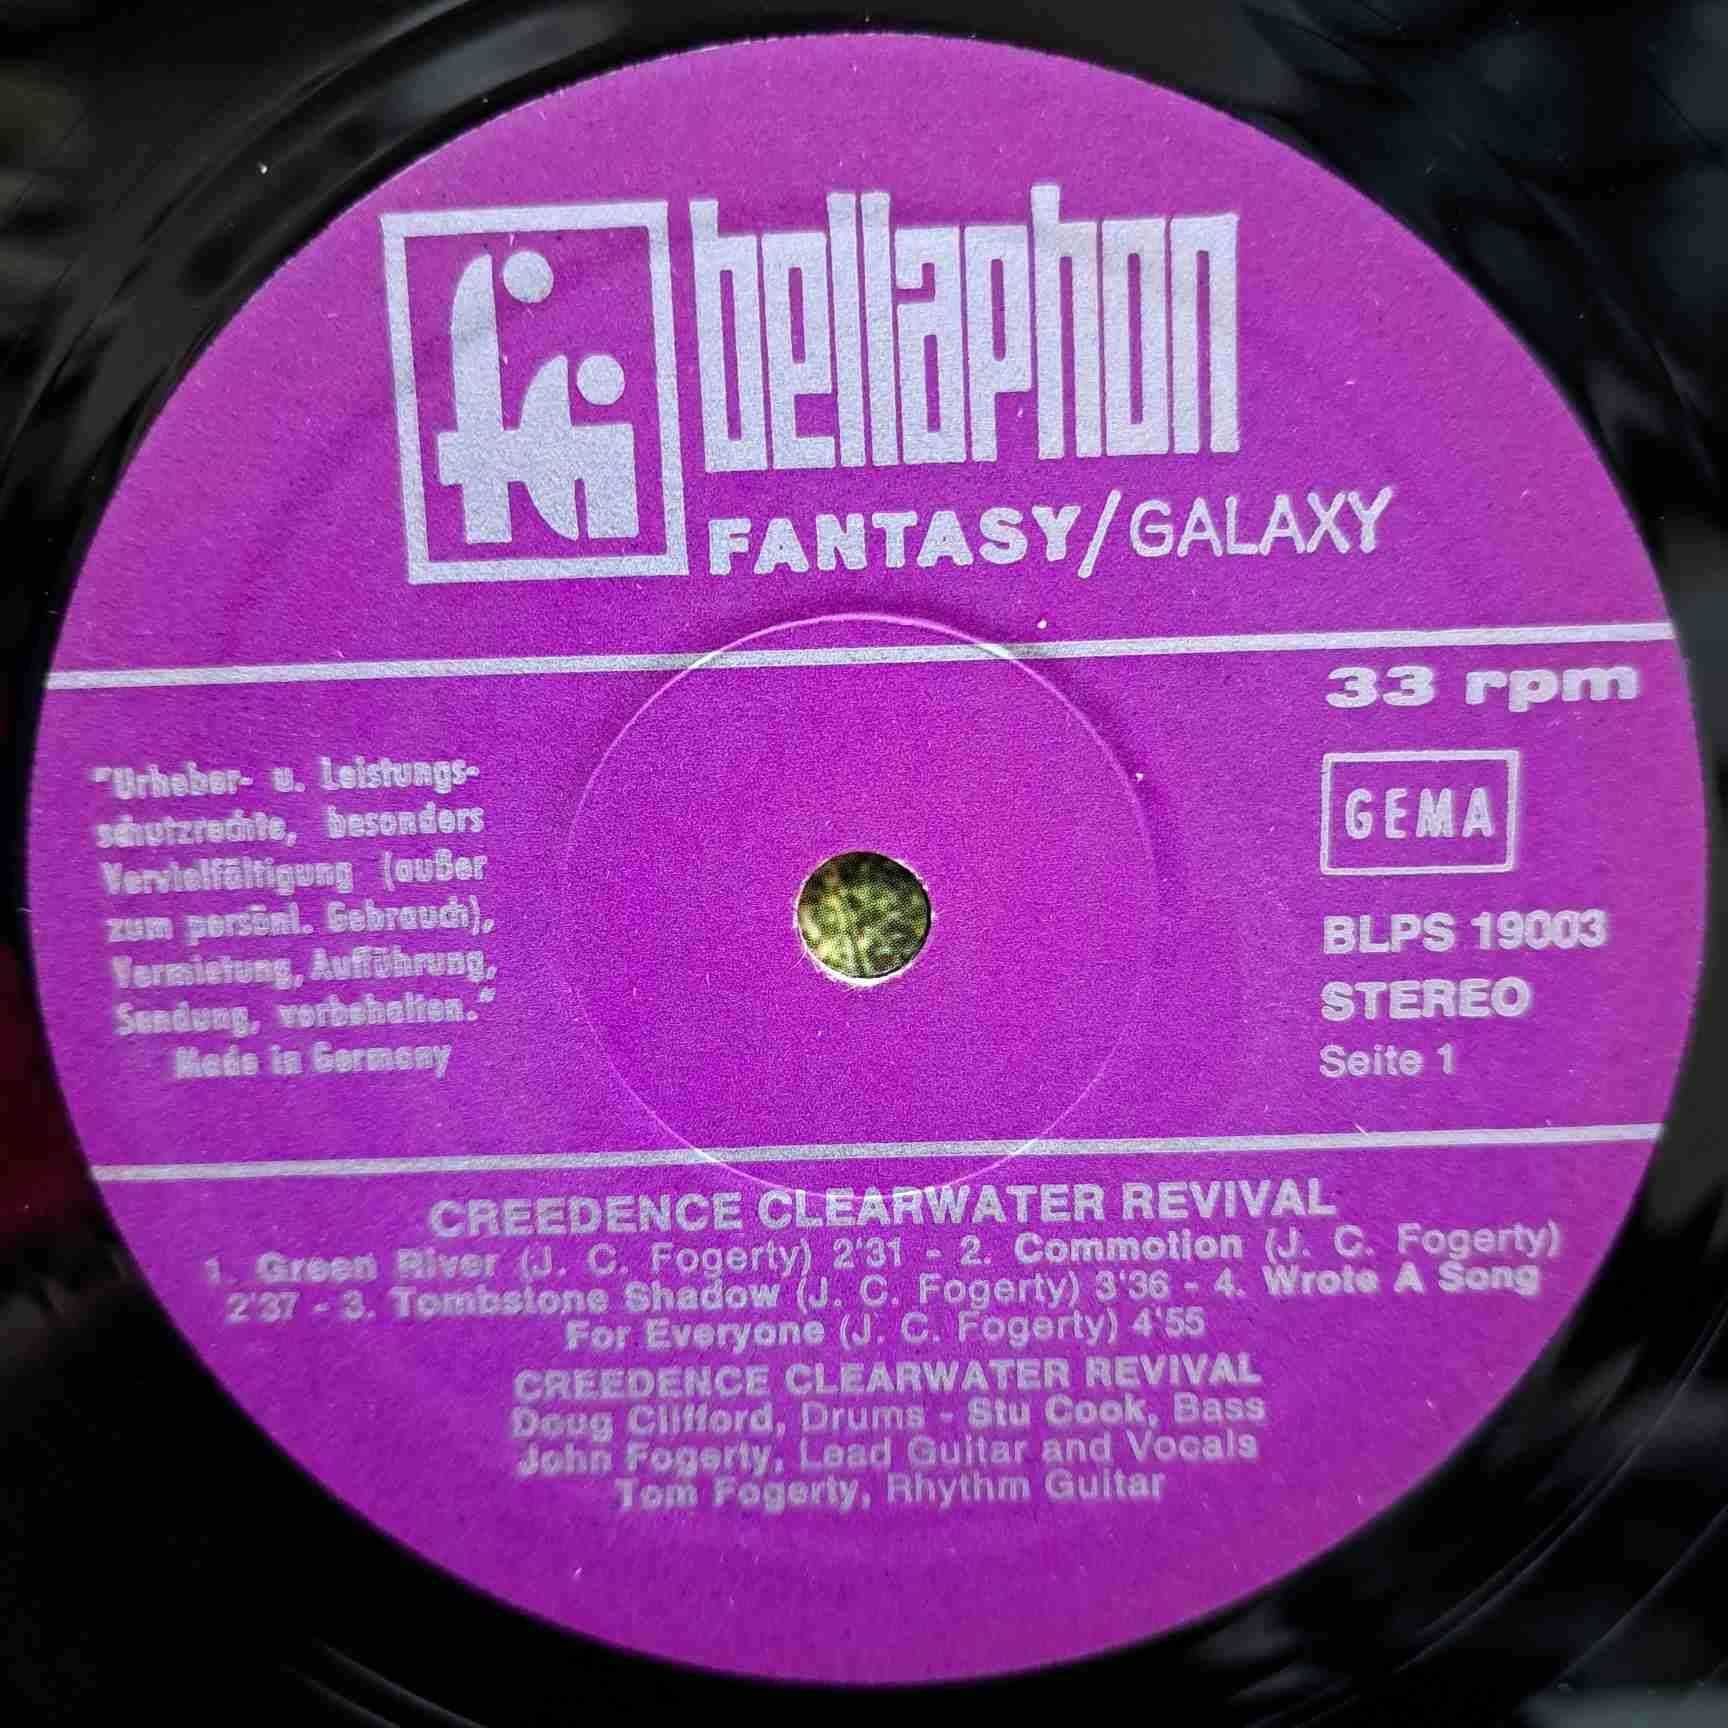 bellaphon
FANTASY/GALAXY
33 rpm
"Urheber- u. Leistungs-
schutzrechte, besonders
Vervielfältigung (außer
zum persönl. Gebrauch),
Vermietung, Aufführung,
Sendung, vorbehalten."
Made in Germany
GEMA
BLPS 19003
STEREO
Seite 1
CREEDENCE CLEARWATER REVIVAL
1. Green River (J. C. Fogerty) 2'31 - 2. Commotion (J. C. Fogerty)
2'37 - 3. Tombstone Shadow (J. C. Fogerty) 3'36 - 4. Wrote A Song
For Everyone (J. C. Fogerty) 4'55
CREEDENCE CLEARWATER REVIVAL
Doug Clifford, Drums - Stu Cook, Bass
John Fogerty, Lead Guitar and Vocals
Tom Fogerty, Rhythm Guitar